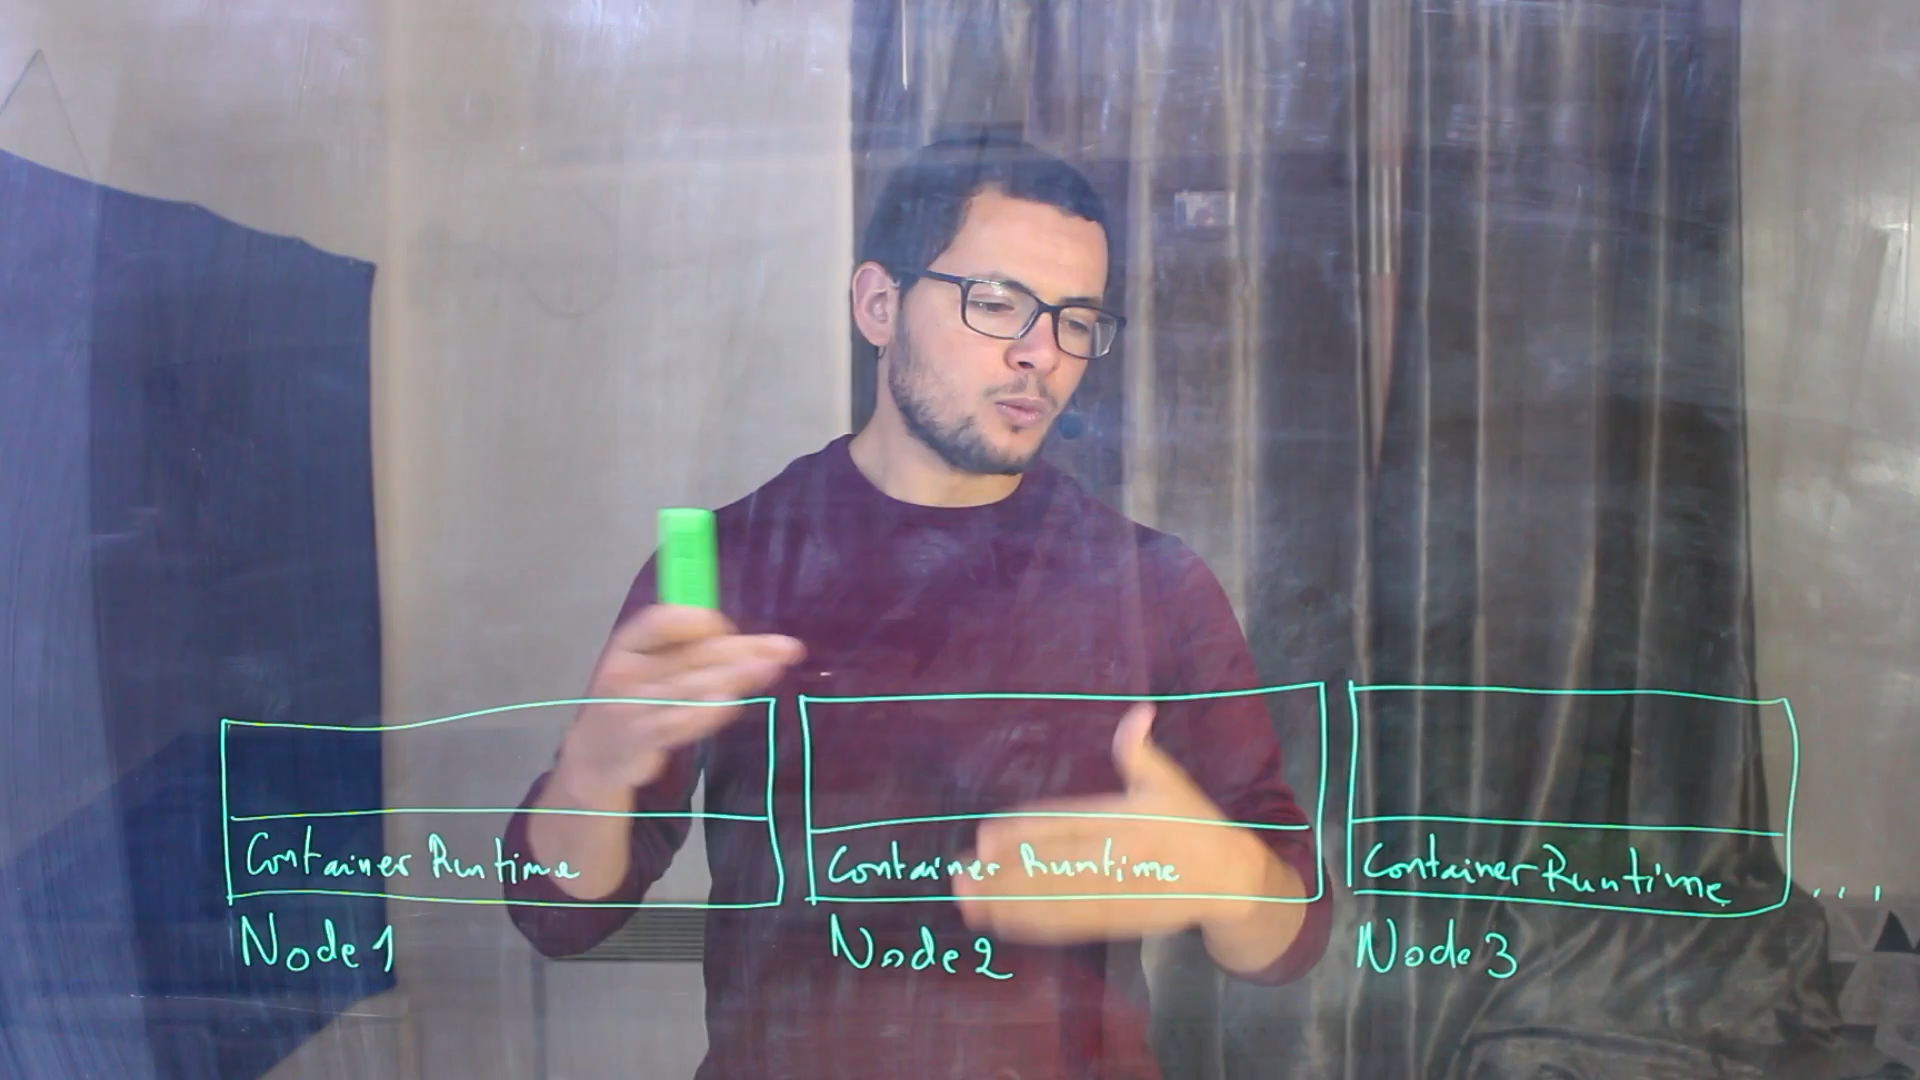 Container Runtime
Container Runtime
Container Runtime ...
Node 1
Node 2
Node 3